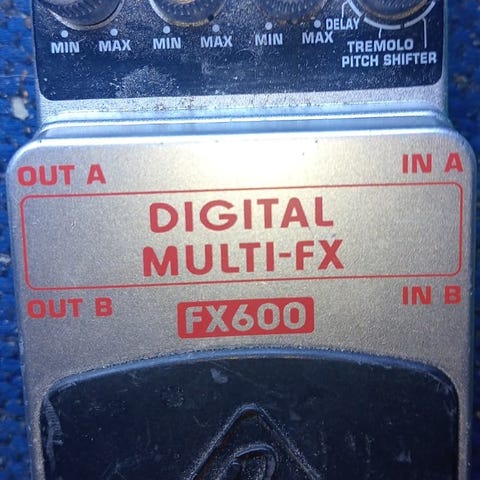 DELAY
MIN MAX MIN MAX MIN MAX
TREMOLO
PITCH SHIFTER
OUT A IN A
DIGITAL
MULTI-FX
OUT B IN B
FX600